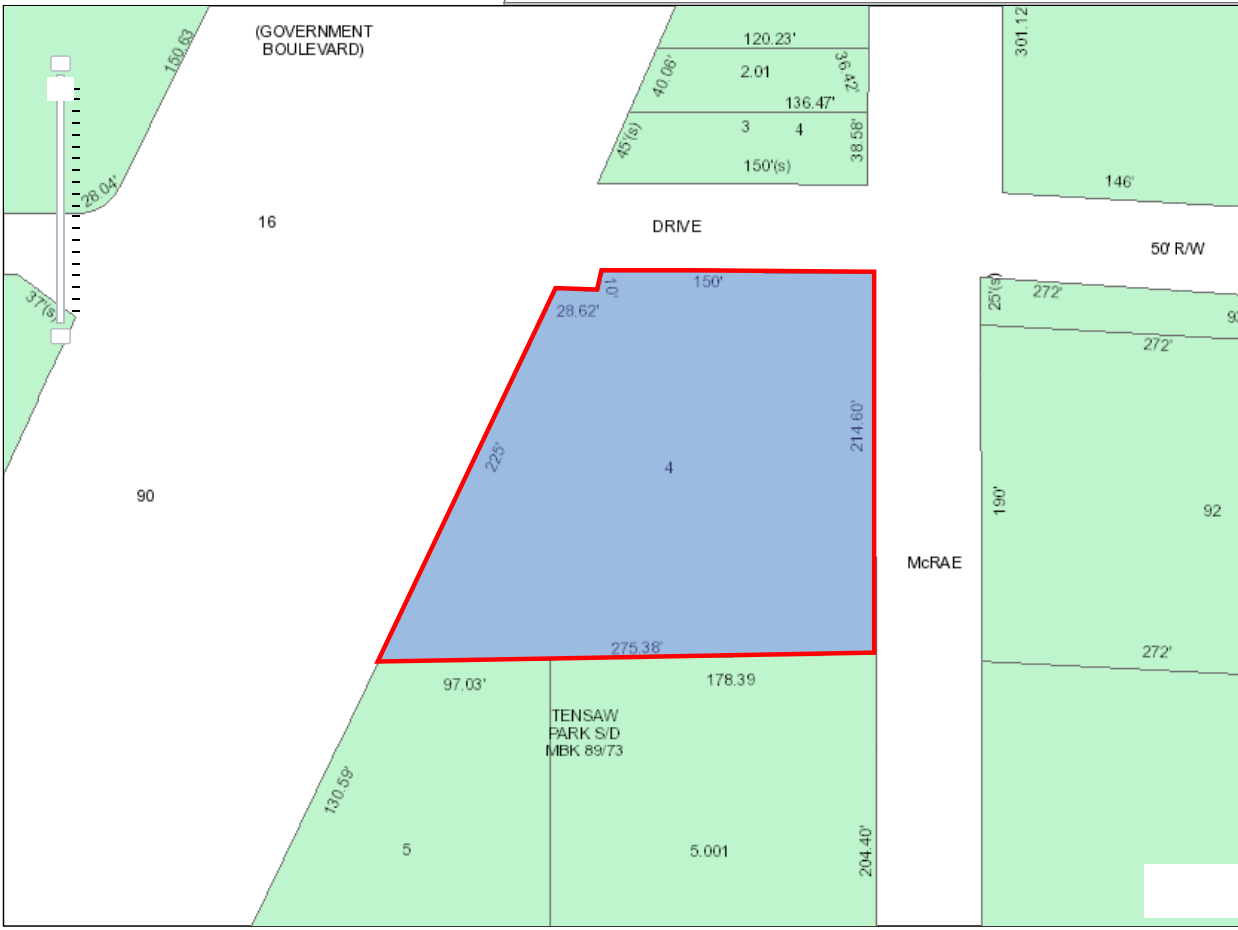 (GOVERNMENT
BOULEVARD)
150.63
28.04'
37'(s)
16
90
120.23'
40.06'
2.01
36.42'
136.47'
45'(s)
3
4
38.58'
150'(s)
301.12
146'
DRIVE
50' R/W
10'
150'
28.62'
225'
4
214.60'
275.38'
25'(s)
272'
272'
190'
92
McRAE
272'
97.03'
178.39
TENSAW
PARK S/D
MBK 89/73
130.59'
5
5.001
204.40'